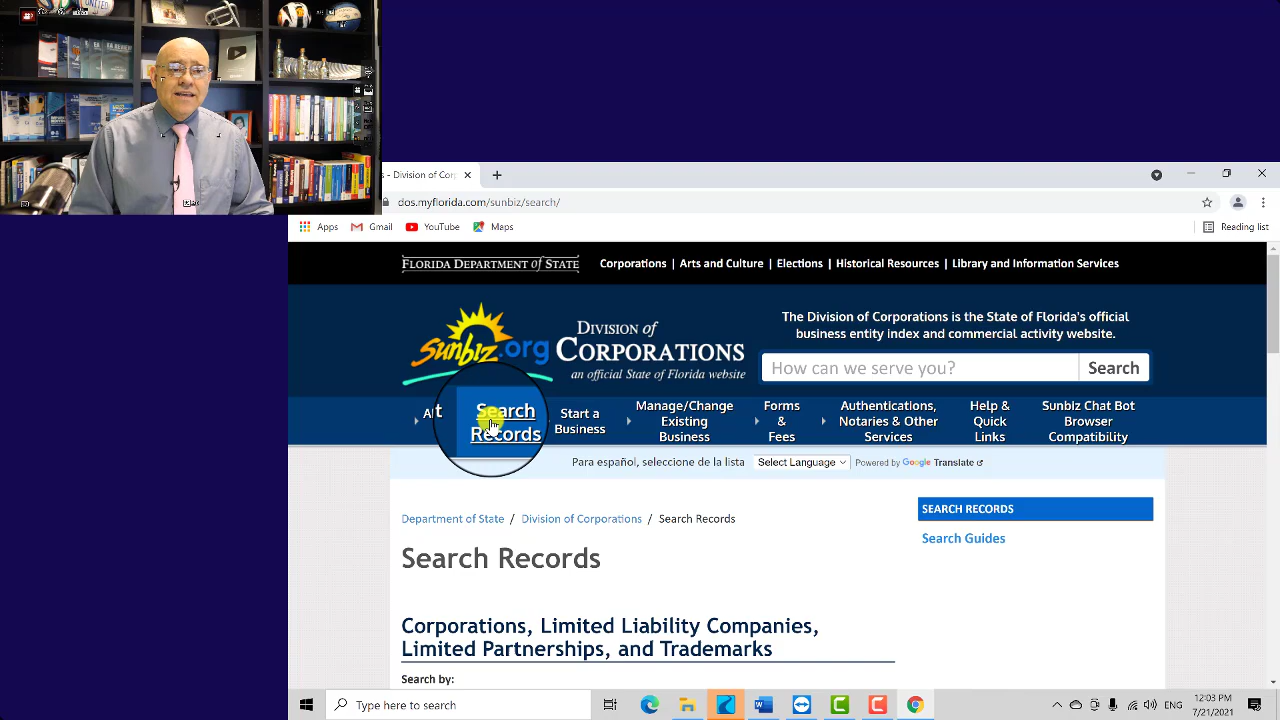 s - Division of Cor
dos.myflorida.com/sunbiz/search/
Apps Gmail YouTube Maps Reading list
FLORIDA DEPARTMENT of STATE
Corporations | Arts and Culture | Elections | Historical Resources | Library and Information Services
Sunbiz.org
DIVISION of
CORPORATIONS
an official State of Florida website
The Division of Corporations is the State of Florida's official
business entity index and commercial activity website.
How can we serve you? Search
Search
Records
Start a
Business
Manage/Change
Existing
Business
Forms
&
Fees
Authentications,
Notaries & Other
Services
Help &
Quick
Links
Sunbiz Chat Bot
Browser
Compatibility
Para español, seleccione de la lista Select Language Powered by Google Translate
Department of State / Division of Corporations / Search Records
SEARCH RECORDS
Search Guides
Search Records
Corporations, Limited Liability Companies,
Limited Partnerships, and Trademarks
Search by:
Type here to search
12:03 PM
7/21/2021